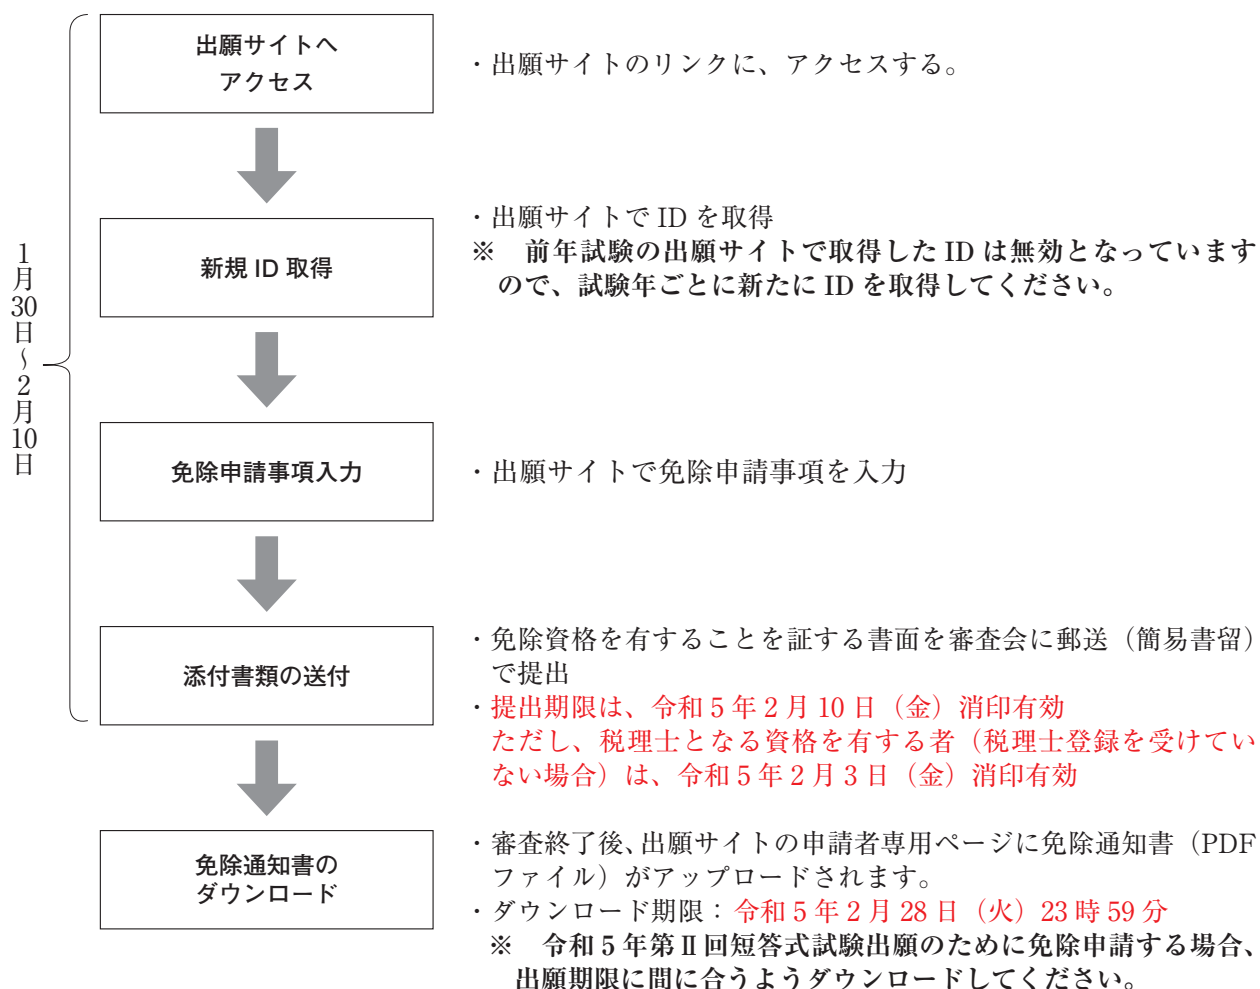 1月30日～2月10日
出願サイトへ
アクセス
・出願サイトのリンクに、アクセスする。
新規 ID 取得
・出願サイトで ID を取得
※　前年試験の出願サイトで取得した ID は無効となっています
ので、試験年ごとに新たに ID を取得してください。
免除申請事項入力
・出願サイトで免除申請事項を入力
添付書類の送付
・免除資格を有することを証する書面を審査会に郵送（簡易書留）
で提出
・提出期限は、令和 5 年 2 月 10 日（金）消印有効
ただし、税理士となる資格を有する者（税理士登録を受けてい
ない場合）は、令和 5 年 2 月 3 日（金）消印有効
免除通知書の
ダウンロード
・審査終了後、出願サイトの申請者専用ページに免除通知書（PDF
ファイル）がアップロードされます。
・ダウンロード期限：令和 5 年 2 月 28 日（火）23 時 59 分
※　令和 5 年第Ⅱ回短答式試験出願のために免除申請する場合、
出願期限に間に合うようダウンロードしてください。